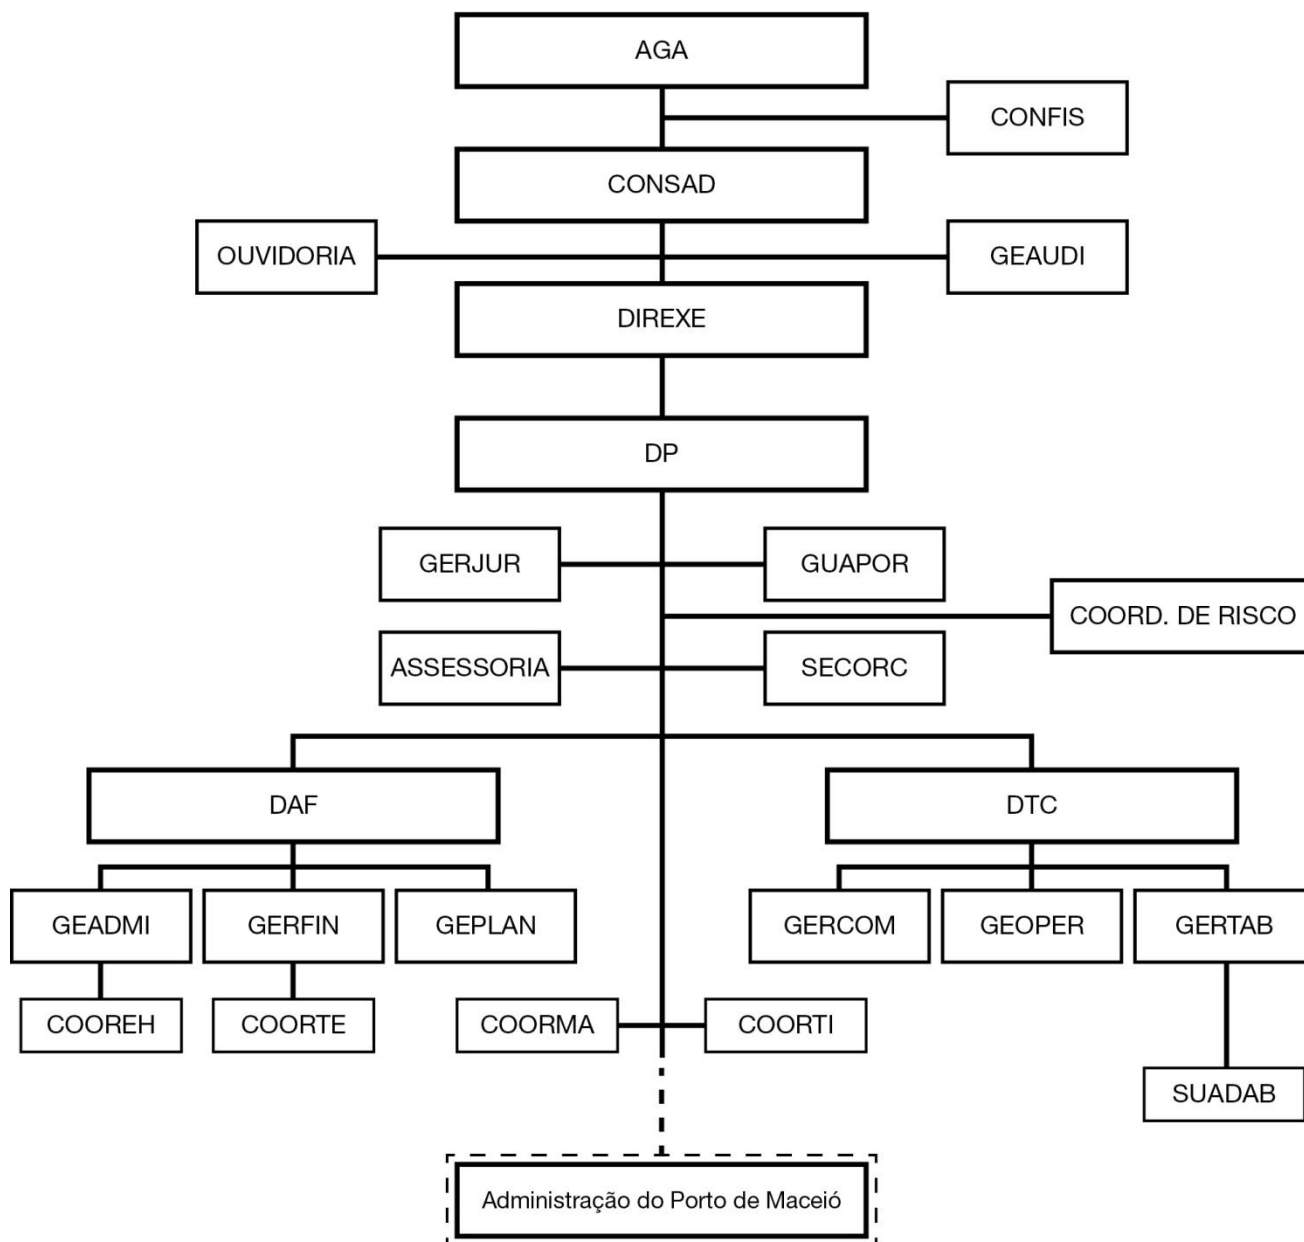 AGA
CONFIS
CONSAD
OUVIDORIA
GEAUDI
DIREXE
DP
GERJUR
GUAPOR
COORD. DE RISCO
ASSESSORIA
SECORC
DAF
DTC
GEADMI
GERFIN
GEPLAN
GERCOM
GEOPER
GERTAB
COOREH
COORTE
COORMA
COORTI
SUADAB
Administração do Porto de Maceió